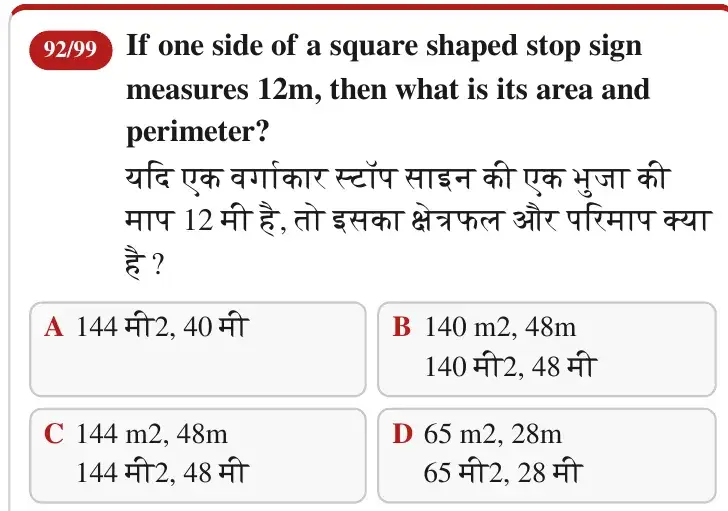 92/99 If one side of a square shaped stop sign
measures 12m, then what is its area and
perimeter?
यदि एक वर्गाकार स्टॉप साइन की एक भुजा की
माप 12 मी है, तो इसका क्षेत्रफल और परिमाप क्या
है ?
A 144 मी2, 40 मी
B 140 m2, 48m
140 मी2, 48 मी
C 144 m2, 48m
144 मी2, 48 मी
D 65 m2, 28m
65 मी2, 28 मी